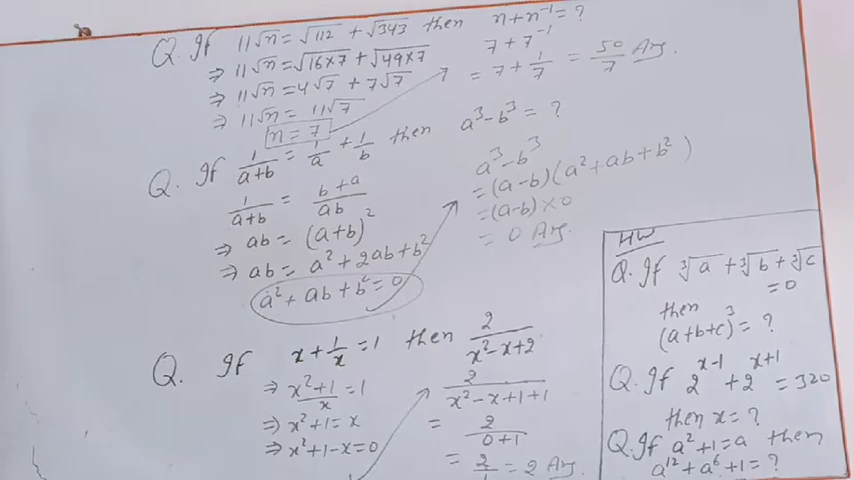 Q. If 11√n = √112 + √343 then n+n⁻¹ = ?
⇒ 11√n = √16×7 + √49×7
⇒ 11√n = 4√7 + 7√7
⇒ 11√n = 11√7
n = 7
7 + 7⁻¹
= 7 + 1/7 = 50/7 Ans.
Q. If 1/(a+b) = 1/a + 1/b then a³-b³ = ?
1/(a+b) = (b+a)/ab
⇒ ab = (a+b)²
⇒ ab = a² + 2ab + b²
a² + ab + b² = 0
a³-b³
= (a-b)(a²+ab+b²)
= (a-b) × 0
= 0 Ans.
Q. If x + 1/x = 1 then 2/(x²-x+2)
⇒ (x²+1)/x = 1
⇒ x²+1 = x
⇒ x²+1-x = 0
2/(x²-x+1+1)
= 2/(0+1)
= 2/1 = 2 Ans.
HW
Q. If ∛a + ∛b + ∛c
= 0
then
(a+b+c)³ = ?
Q. If 2ˣ⁻¹ + 2ˣ⁺¹ = 320
then x = ?
Q. If a²+1 = a then
a¹² + a⁶ + 1 = ?